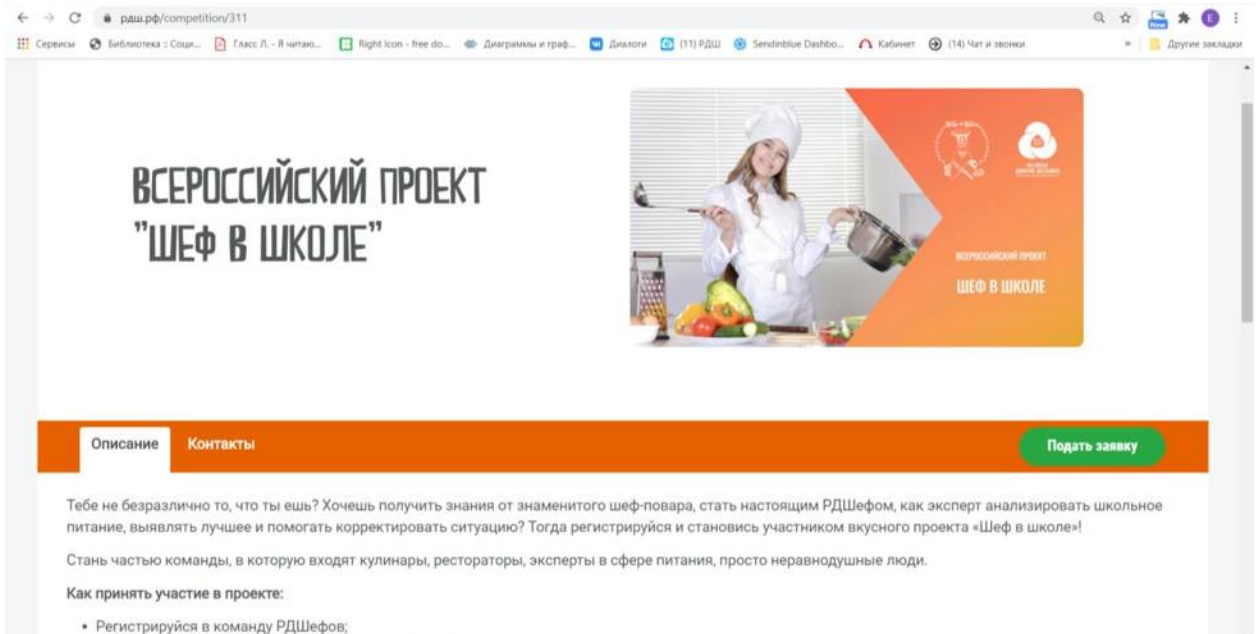 рдш.рф/competition/311
New
E
Сервисы Библиотека :: Соци... Гласс Л. - Я читаю... Right Icon - free do... Диаграммы и граф... Диалоги (11) РДШ Sendinblue Dashbo... Кабинет (14) Чат и звонки » Другие закладки
ВСЕРОССИЙСКИЙ ПРОЕКТ
"ШЕФ В ШКОЛЕ"
ВСЕРОССИЙСКИЙ ПРОЕКТ
ШЕФ В ШКОЛЕ
Описание Контакты Подать заявку
Тебе не безразлично то, что ты ешь? Хочешь получить знания от знаменитого шеф-повара, стать настоящим РДШефом, как эксперт анализировать школьное
питание, выявлять лучшее и помогать корректировать ситуацию? Тогда регистрируйся и становись участником вкусного проекта «Шеф в школе»!
Стань частью команды, в которую входят кулинары, рестораторы, эксперты в сфере питания, просто неравнодушные люди.
Как принять участие в проекте:
• Регистрируйся в команду РДШефов;